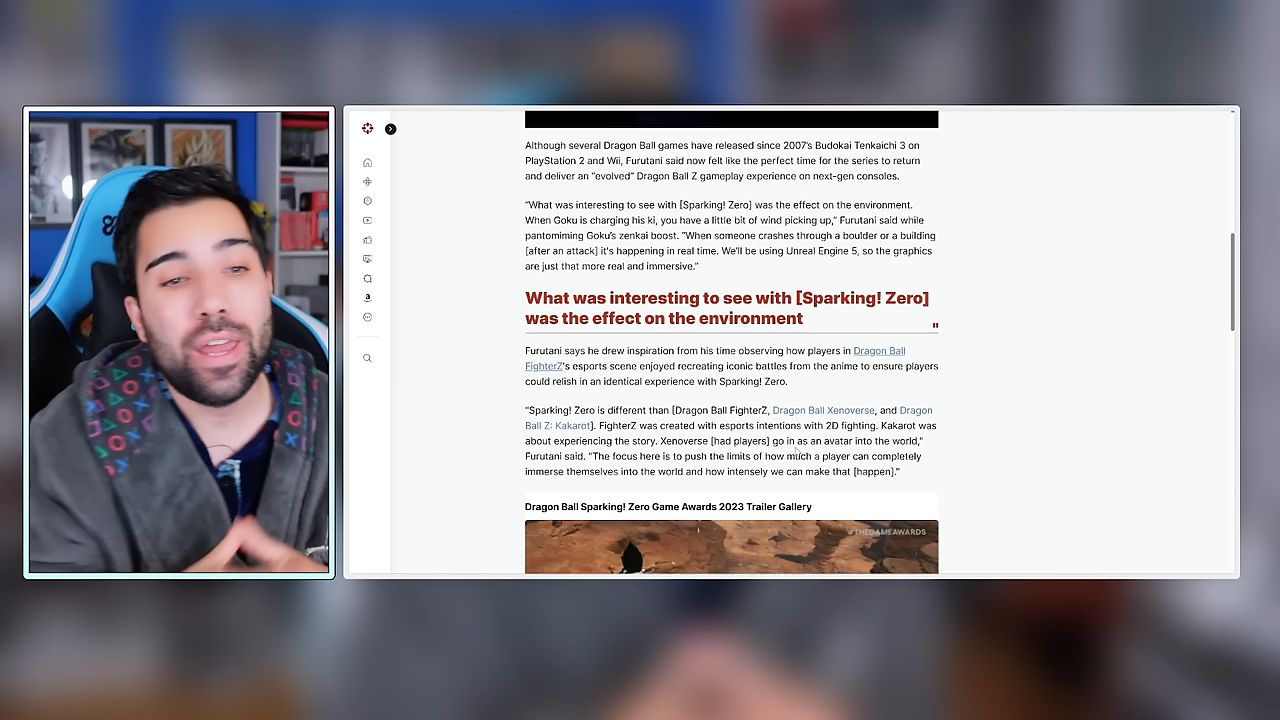 Although several Dragon Ball games have released since 2007's Budokai Tenkaichi 3 on
PlayStation 2 and Wii, Furutani said now felt like the perfect time for the series to return
and deliver an "evolved" Dragon Ball Z gameplay experience on next-gen consoles.
"What was interesting to see with [Sparking! Zero] was the effect on the environment.
When Goku is charging his ki, you have a little bit of wind picking up," Furutani said while
pantomiming Goku's zenkai boost. "When someone crashes through a boulder or a building
[after an attack] it's happening in real time. We'll be using Unreal Engine 5, so the graphics
are just that more real and immersive."
What was interesting to see with [Sparking! Zero]
was the effect on the environment
"
Furutani says he drew inspiration from his time observing how players in Dragon Ball
FighterZ's esports scene enjoyed recreating iconic battles from the anime to ensure players
could relish in an identical experience with Sparking! Zero.
"Sparking! Zero is different than [Dragon Ball FighterZ, Dragon Ball Xenoverse, and Dragon
Ball Z: Kakarot]. FighterZ was created with esports intentions with 2D fighting. Kakarot was
about experiencing the story. Xenoverse [had players] go in as an avatar into the world,"
Furutani said. "The focus here is to push the limits of how much a player can completely
immerse themselves into the world and how intensely we can make that [happen]."
Dragon Ball Sparking! Zero Game Awards 2023 Trailer Gallery
#THEGAMEAWARDS